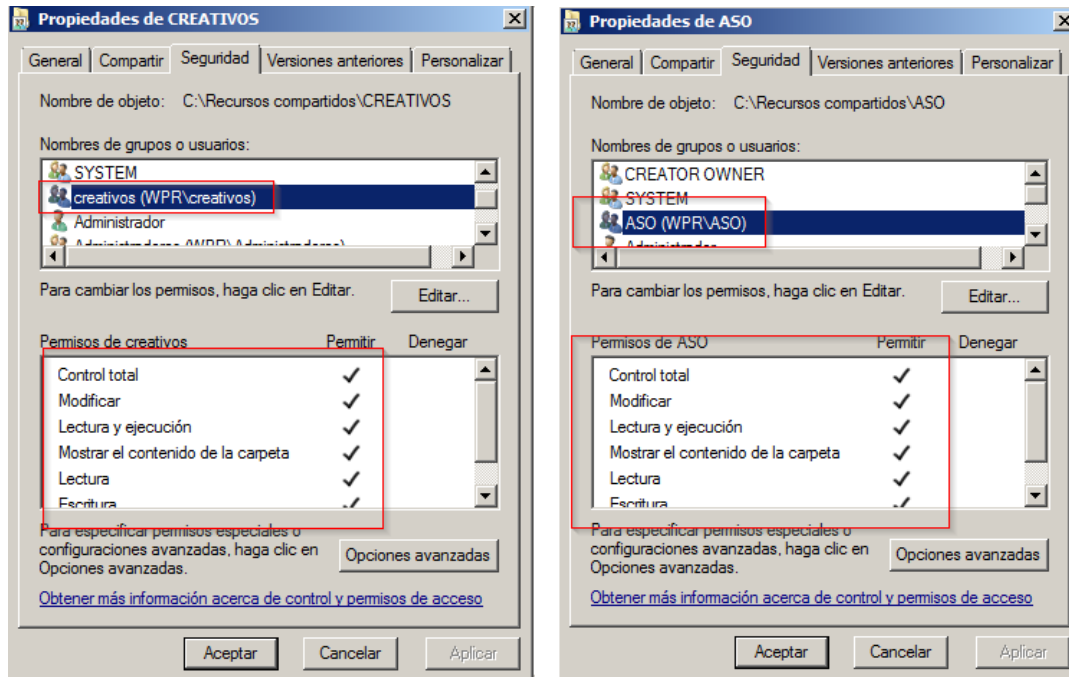 Propiedades de CREATIVOS
General Compartir Seguridad Versiones anteriores Personalizar
Nombre de objeto: C:\Recursos compartidos\CREATIVOS
Nombres de grupos o usuarios:
SYSTEM
creativos (WPR\creativos)
Administrador
Administradores (WPR\Administradores)
Para cambiar los permisos, haga clic en Editar.
Editar...
Permisos de creativos Permitir Denegar
Control total
Modificar
Lectura y ejecución
Mostrar el contenido de la carpeta
Lectura
Escritura
Para especificar permisos especiales o
configuraciones avanzadas, haga clic en
Opciones avanzadas.
Opciones avanzadas
Obtener más información acerca de control y permisos de acceso
Aceptar Cancelar Aplicar
Propiedades de ASO
General Compartir Seguridad Versiones anteriores Personalizar
Nombre de objeto: C:\Recursos compartidos\ASO
Nombres de grupos o usuarios:
CREATOR OWNER
SYSTEM
ASO (WPR\ASO)
Administrador
Para cambiar los permisos, haga clic en Editar.
Editar...
Permisos de ASO Permitir Denegar
Control total
Modificar
Lectura y ejecución
Mostrar el contenido de la carpeta
Lectura
Escritura
Para especificar permisos especiales o
configuraciones avanzadas, haga clic en
Opciones avanzadas.
Opciones avanzadas
Obtener más información acerca de control y permisos de acceso
Aceptar Cancelar Aplicar